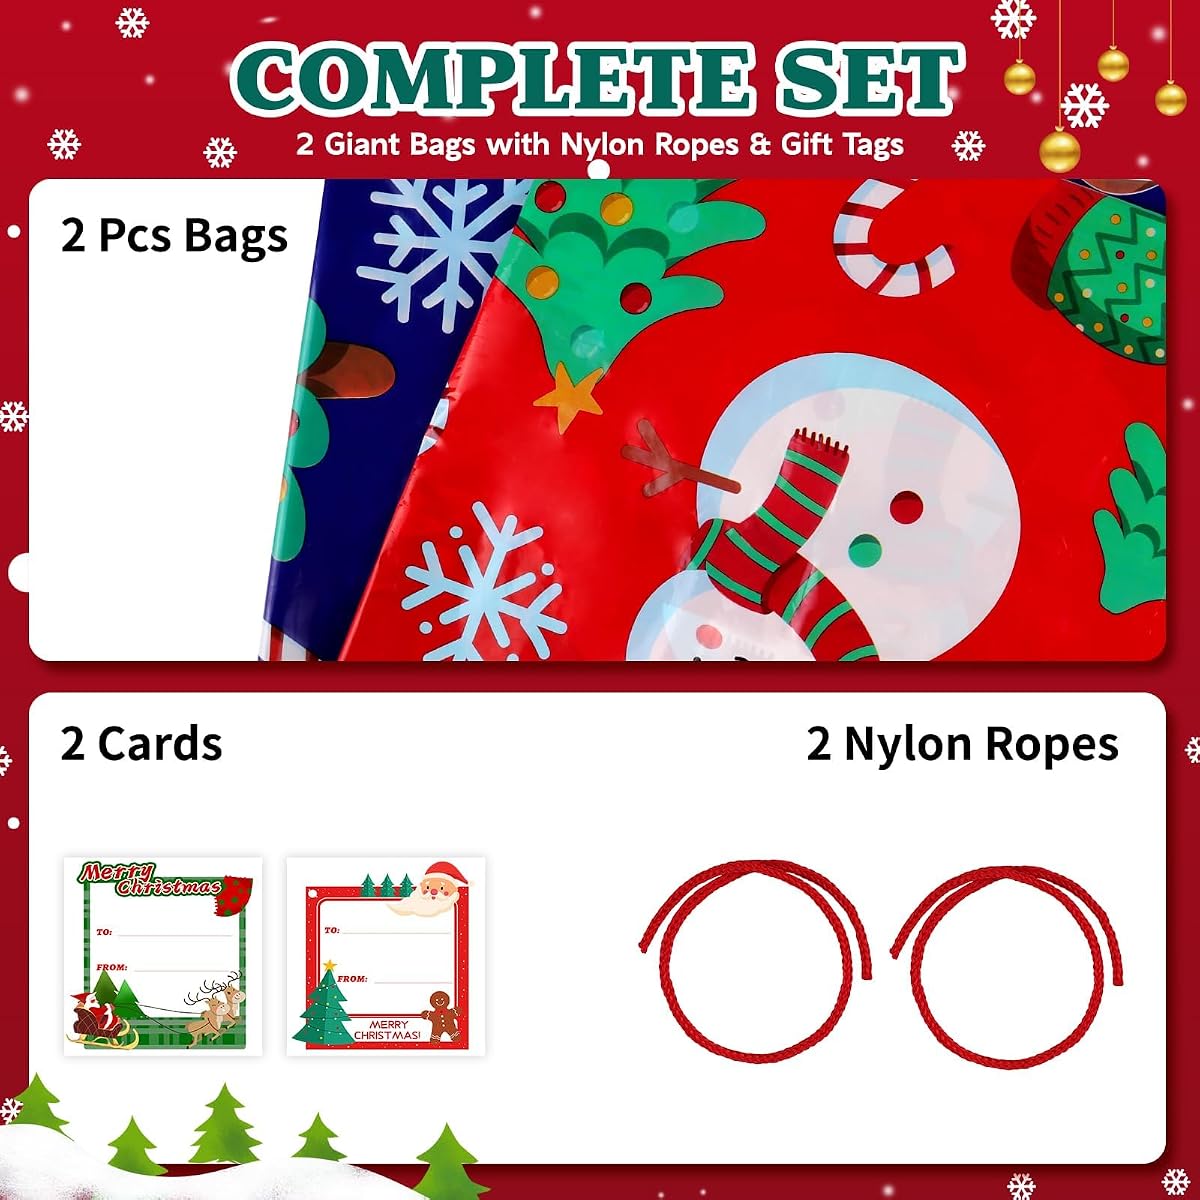 COMPLETE SET
2 Giant Bags with Nylon Ropes & Gift Tags
2 Pcs Bags
2 Cards
2 Nylon Ropes
Merry
Christmas
TO:
FROM:
TO:
FROM:
MERRY
CHRISTMAS!